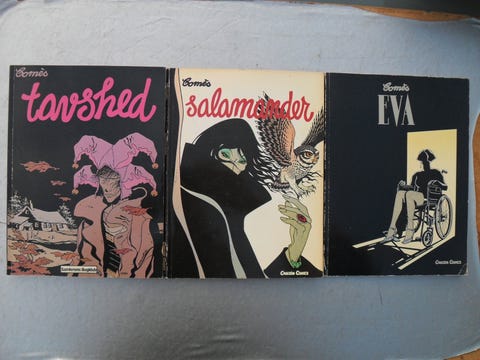 Comès
tavshed
Comès
salamander
CARLSEN COMICS
Comès
EVA
CARLSEN COMICS